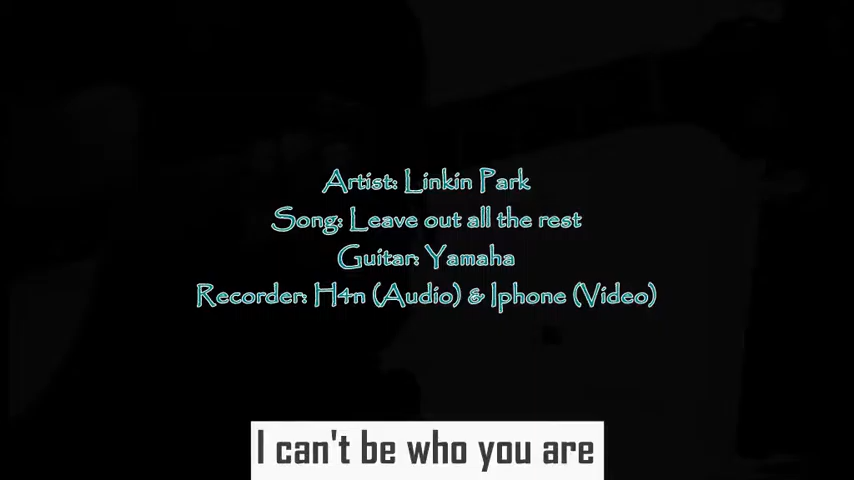 Artist: Linkin Park
Song: Leave out all the rest
Guitar: Yamaha
Recorder: H4n (Audio) & Iphone (Video)
I can't be who you are